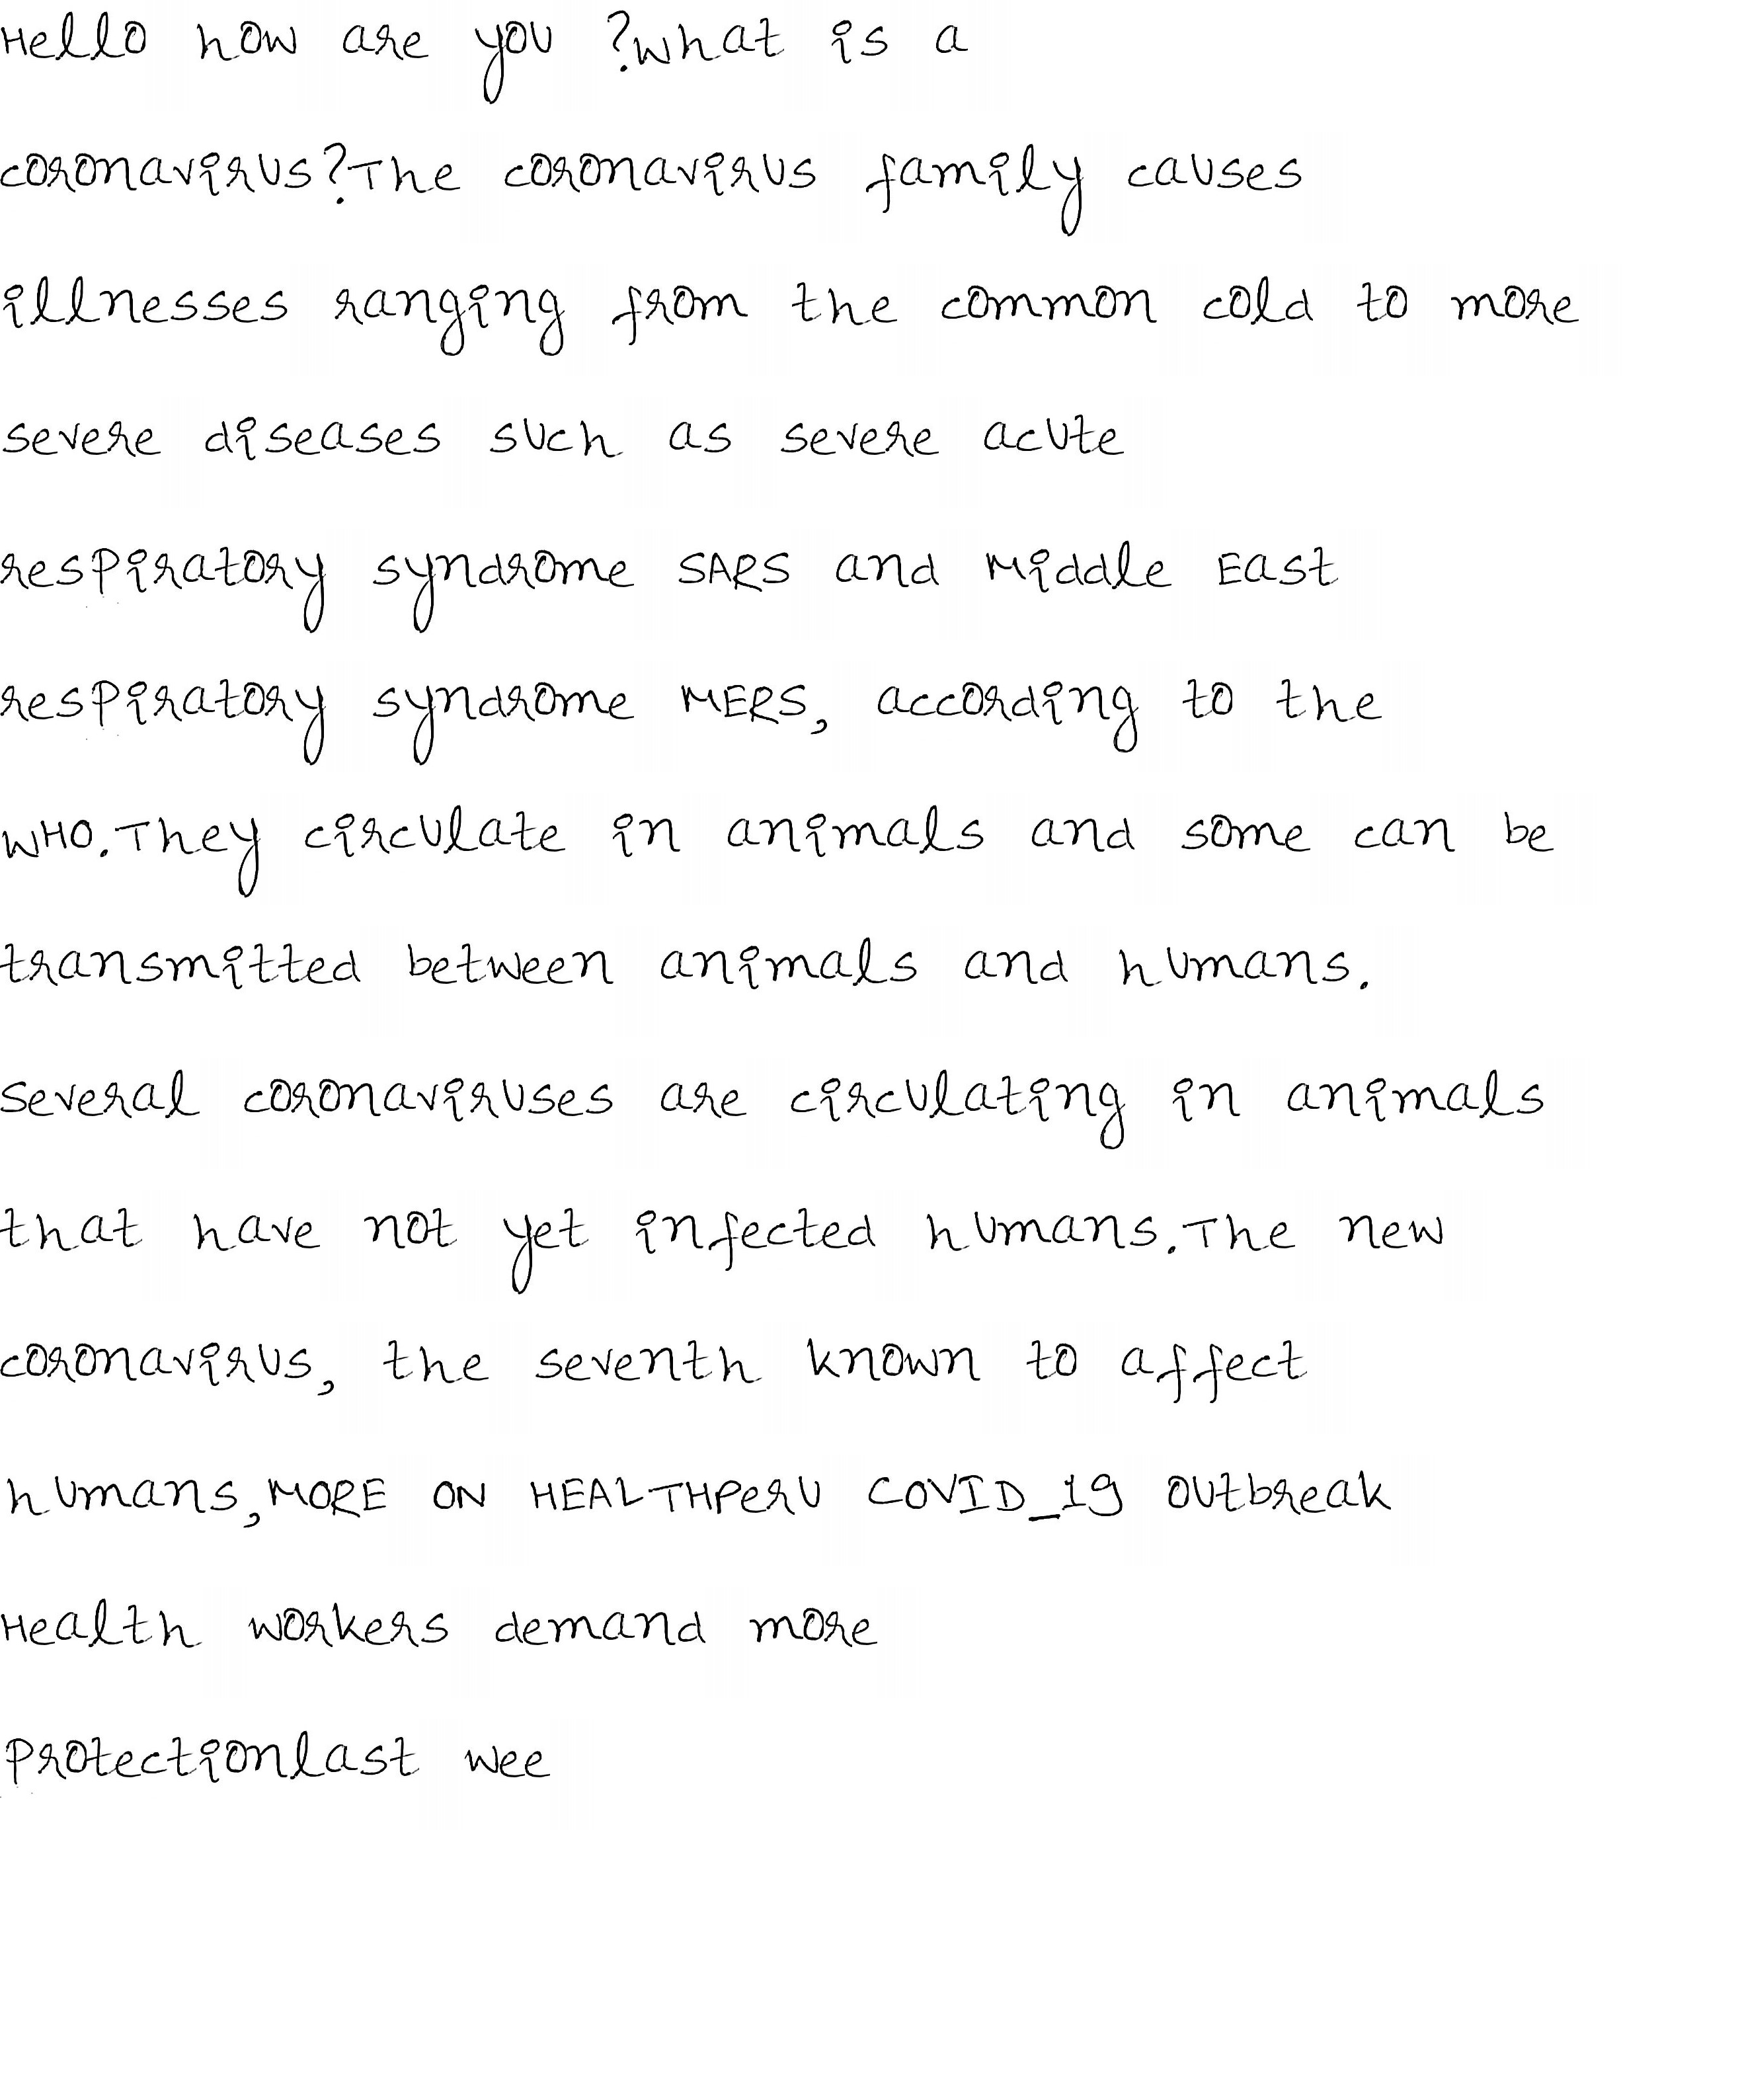 Hello how are you ?What is a
coronavirus?The coronavirus family causes
illnesses ranging from the common cold to more
severe diseases such as severe acute
respiratory syndrome SARS and Middle East
respiratory syndrome MERS, according to the
WHO.They circulate in animals and some can be
transmitted between animals and humans.
Several coronaviruses are circulating in animals
that have not yet infected humans.The new
coronavirus, the seventh known to affect
humans,MORE ON HEALTHPeru COVID_19 outbreak
Health workers demand more
protectionlast wee